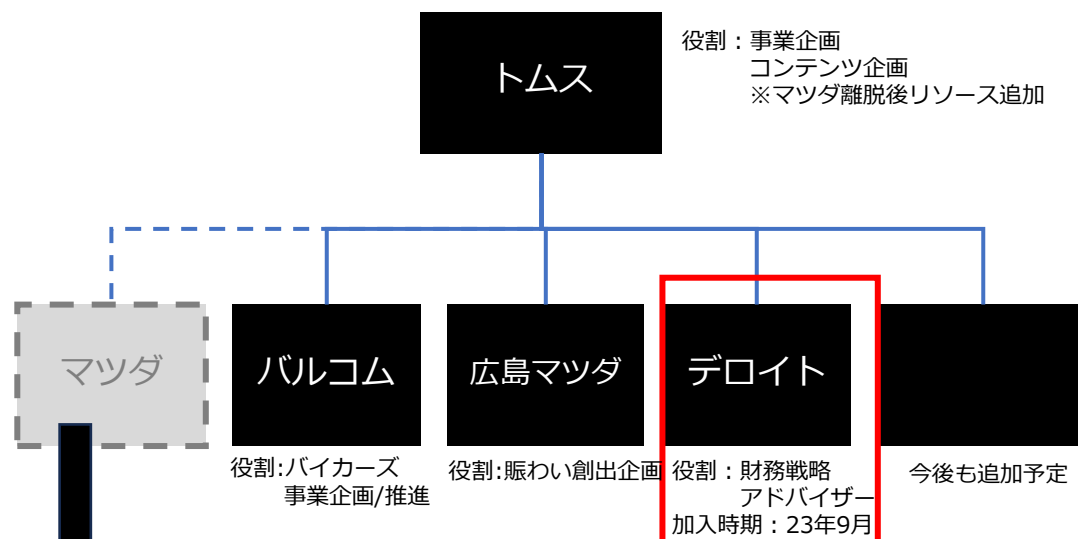 トムス
役割：事業企画
コンテンツ企画
※マツダ離脱後リソース追加
マツダ
バルコム
広島マツダ
デロイト
役割:バイカーズ
事業企画/推進
役割:賑わい創出企画
役割：財務戦略
アドバイザー
加入時期：23年9月
今後も追加予定